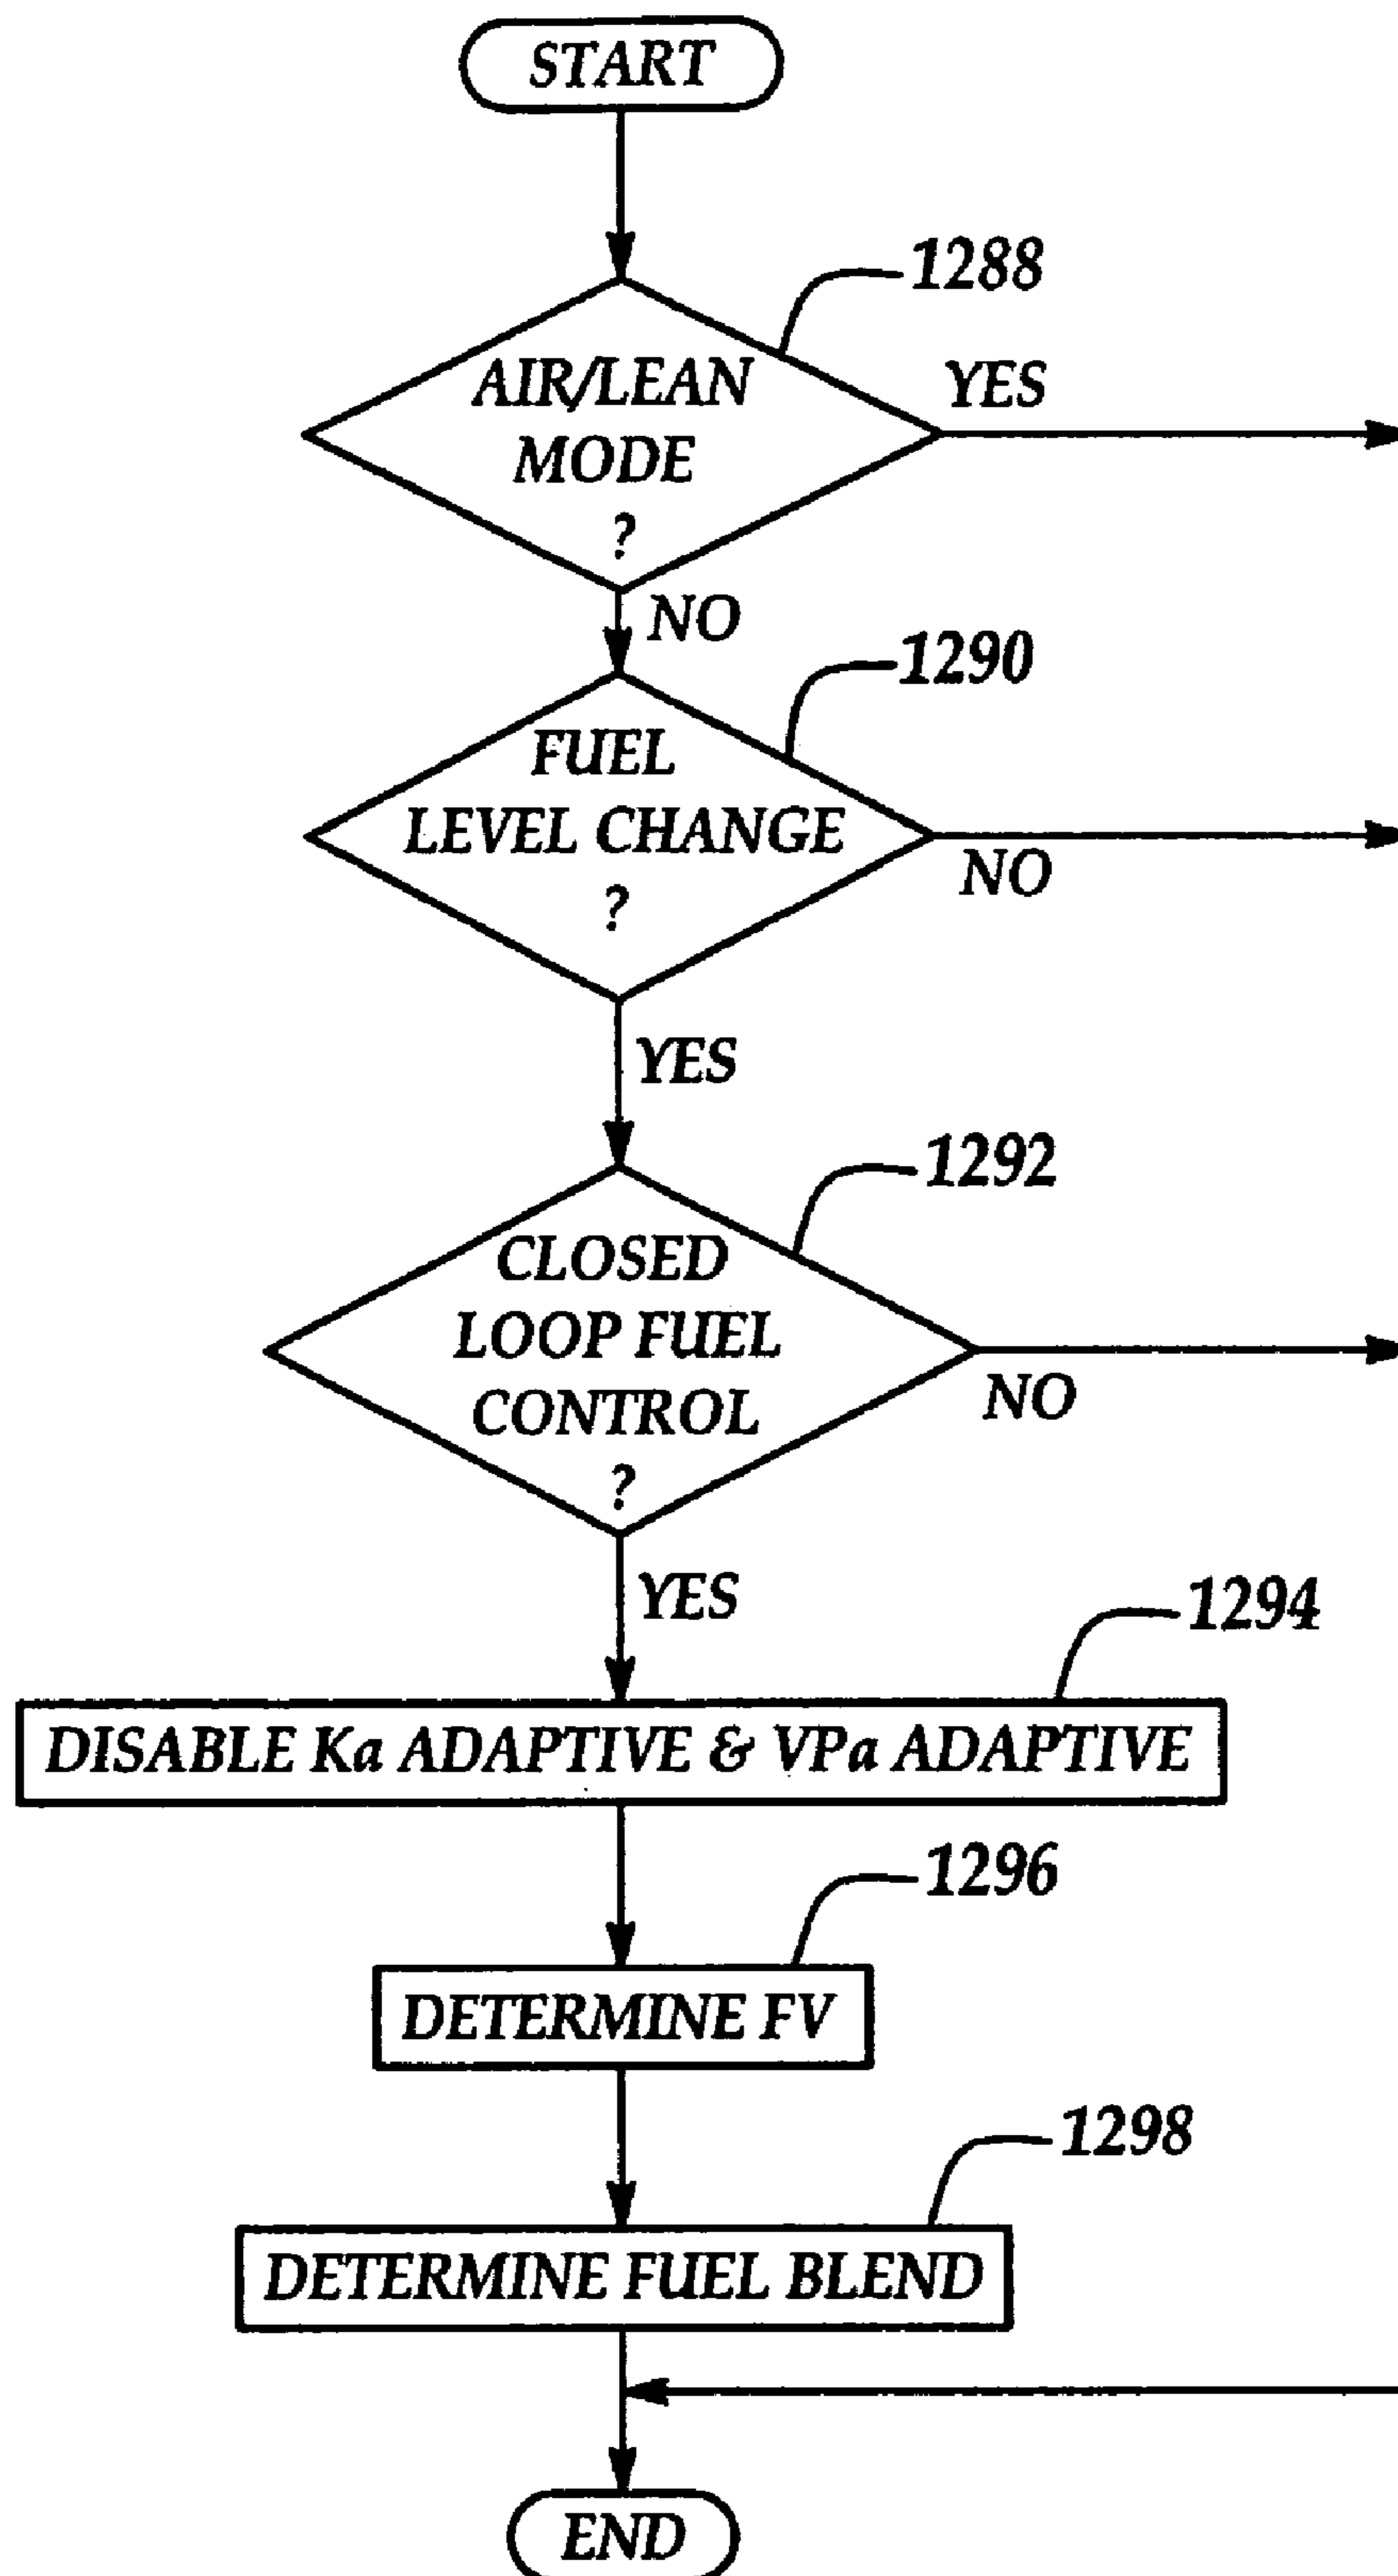 START
1288
AIR/LEAN
MODE
?
YES
NO
1290
FUEL
LEVEL CHANGE
?
NO
YES
1292
CLOSED
LOOP FUEL
CONTROL
?
NO
YES
1294
DISABLE Ka ADAPTIVE & VPa ADAPTIVE
1296
DETERMINE FV
1298
DETERMINE FUEL BLEND
END